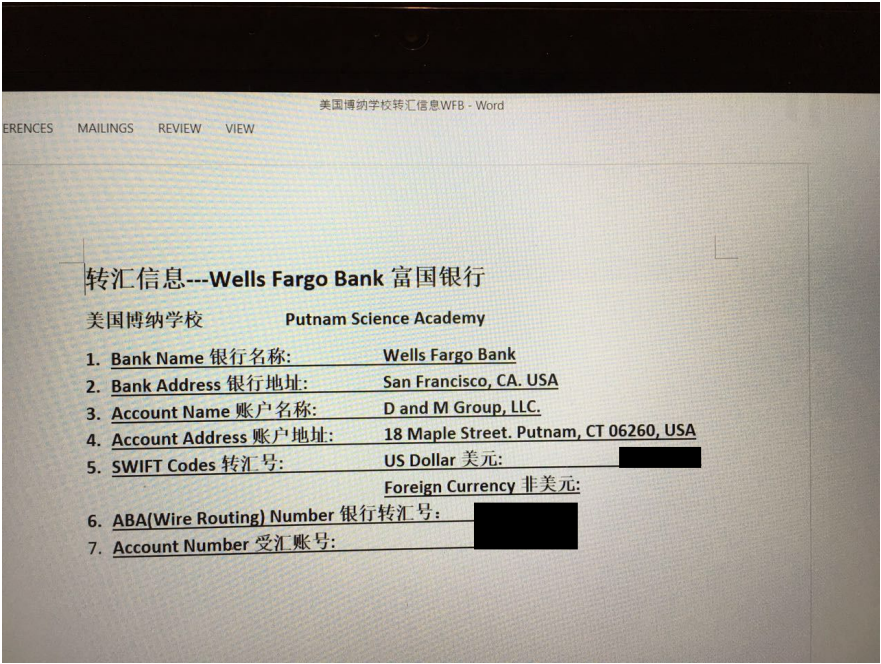 美国博纳学校转汇信息WFB - Word
ERENCES MAILINGS REVIEW VIEW
转汇信息---Wells Fargo Bank 富国银行
美国博纳学校 Putnam Science Academy
1. Bank Name 银行名称: Wells Fargo Bank
2. Bank Address 银行地址: San Francisco, CA. USA
3. Account Name 账户名称: D and M Group, LLC.
4. Account Address 账户地址: 18 Maple Street. Putnam, CT 06260, USA
5. SWIFT Codes 转汇号: US Dollar 美元:
Foreign Currency 非美元:
6. ABA(Wire Routing) Number 银行转汇号:
7. Account Number 受汇账号: